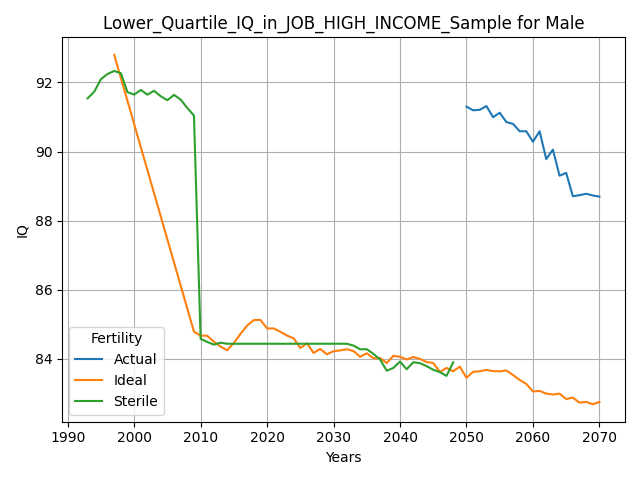 Lower_Quartile_IQ_in_JOB_HIGH_INCOME_Sample for Male
IQ
92
90
88
86
84
Fertility
Actual
Ideal
Sterile
1990
2000
2010
2020
2030
2040
2050
2060
2070
Years